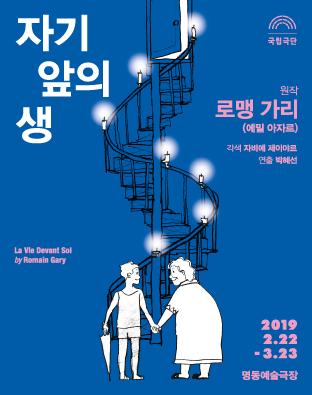 자기
앞의
생
국립극단
원작
로맹 가리
(에밀 아자르)
각색 자비에 제이야르
연출 박혜선
La Vie Devant Soi
by Romain Gary
2019
2.22
- 3.23
명동예술극장